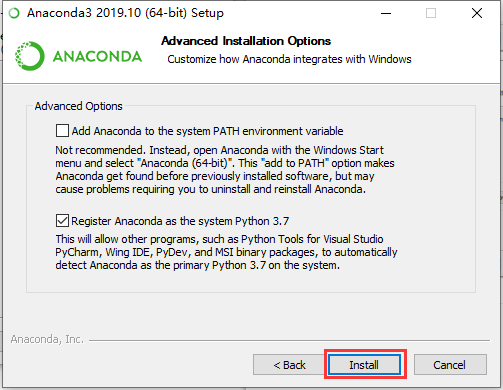 Anaconda3 2019.10 (64-bit) Setup
Advanced Installation Options
Customize how Anaconda integrates with Windows
ANACONDA
Advanced Options
Add Anaconda to the system PATH environment variable
Not recommended. Instead, open Anaconda with the Windows Start
menu and select "Anaconda (64-bit)". This "add to PATH" option makes
Anaconda get found before previously installed software, but may
cause problems requiring you to uninstall and reinstall Anaconda.
Register Anaconda as the system Python 3.7
This will allow other programs, such as Python Tools for Visual Studio
PyCharm, Wing IDE, PyDev, and MSI binary packages, to automatically
detect Anaconda as the primary Python 3.7 on the system.
Anaconda, Inc.
< Back
Install
Cancel